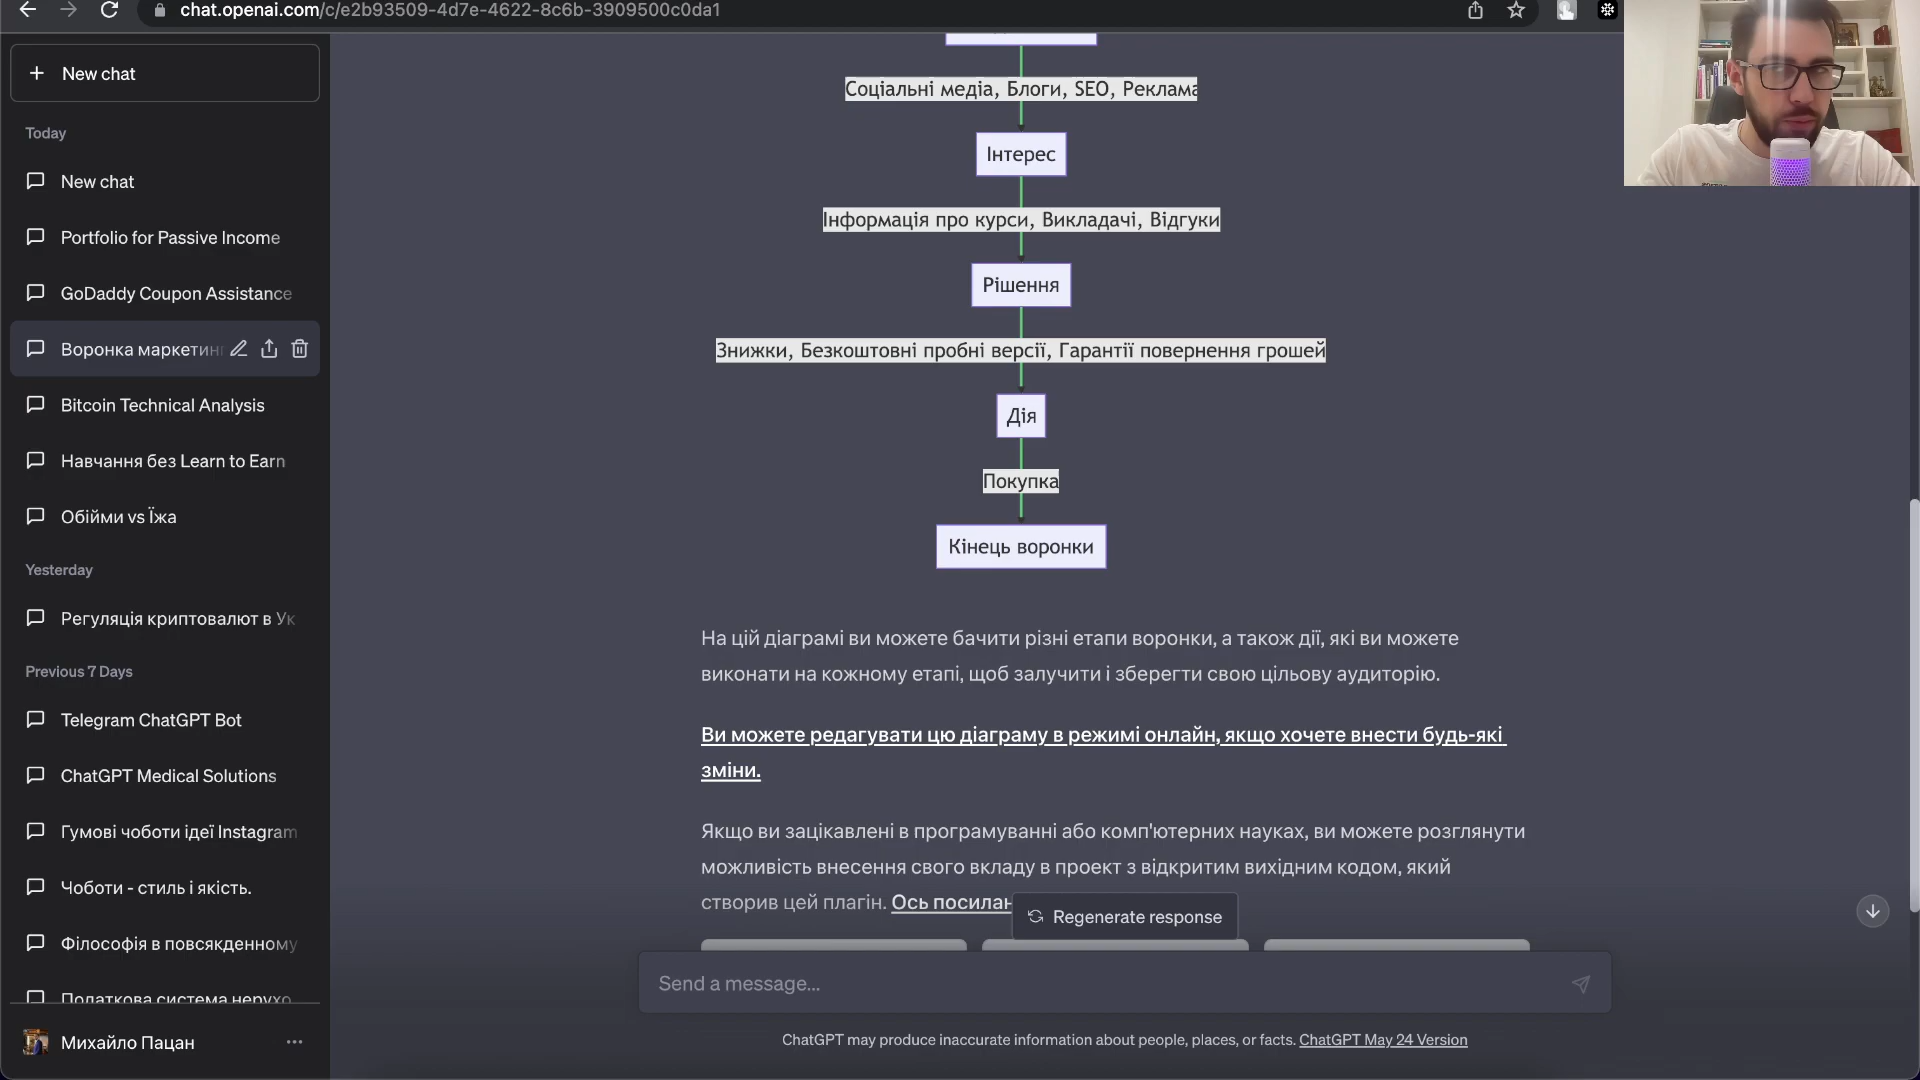 chat.openai.com/c/e2b93509-4d7e-4622-8c6b-3909500c0da1
New chat
Today
New chat
Portfolio for Passive Income
GoDaddy Coupon Assistance
Воронка маркетин
Bitcoin Technical Analysis
Навчання без Learn to Earn
Обійми vs Їжа
Yesterday
Регуляція криптовалют в Ук
Previous 7 Days
Telegram ChatGPT Bot
ChatGPT Medical Solutions
Гумові чоботи ідеї Instagram
Чоботи - стиль і якість.
Філософія в повсякденному
Податкова система нерухо
Михайло Пацан
Соціальні медіа, Блоги, SEO, Реклама
Інтерес
Інформація про курси, Викладачі, Відгуки
Рішення
Знижки, Безкоштовні пробні версії, Гарантії повернення грошей
Дія
Покупка
Кінець воронки
На цій діаграмі ви можете бачити різні етапи воронки, а також дії, які ви можете
виконати на кожному етапі, щоб залучити і зберегти свою цільову аудиторію.
Ви можете редагувати цю діаграму в режимі онлайн, якщо хочете внести будь-які
зміни.
Якщо ви зацікавлені в програмуванні або комп'ютерних науках, ви можете розглянути
можливість внесення свого вкладу в проект з відкритим вихідним кодом, який
створив цей плагін. Ось посилан
Regenerate response
Send a message...
ChatGPT may produce inaccurate information about people, places, or facts. ChatGPT May 24 Version